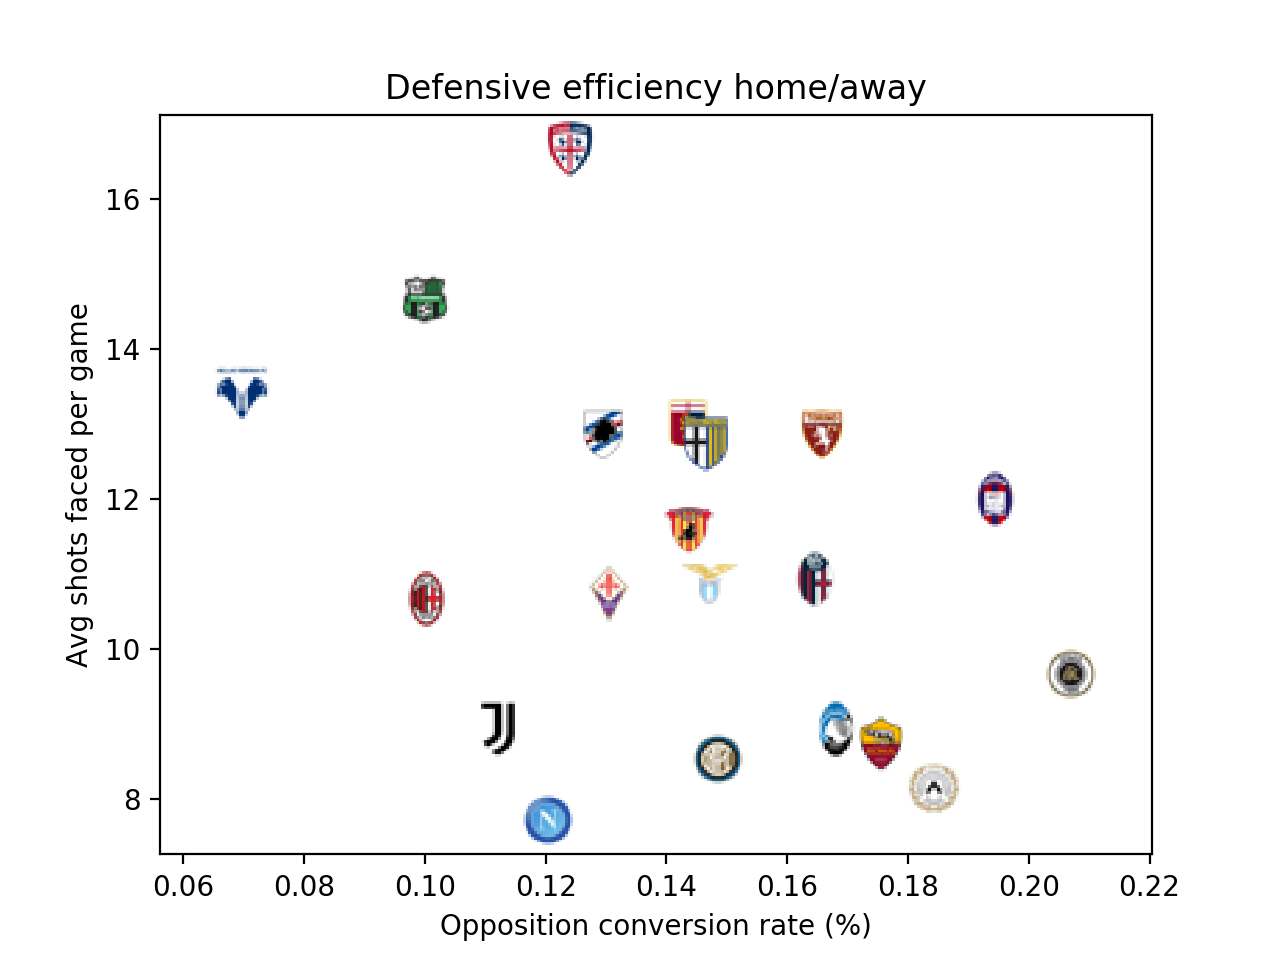 Defensive efficiency home/away
Avg shots faced per game
16
14
12
10
8
0.06 0.08 0.10 0.12 0.14 0.16 0.18 0.20 0.22
Opposition conversion rate (%)